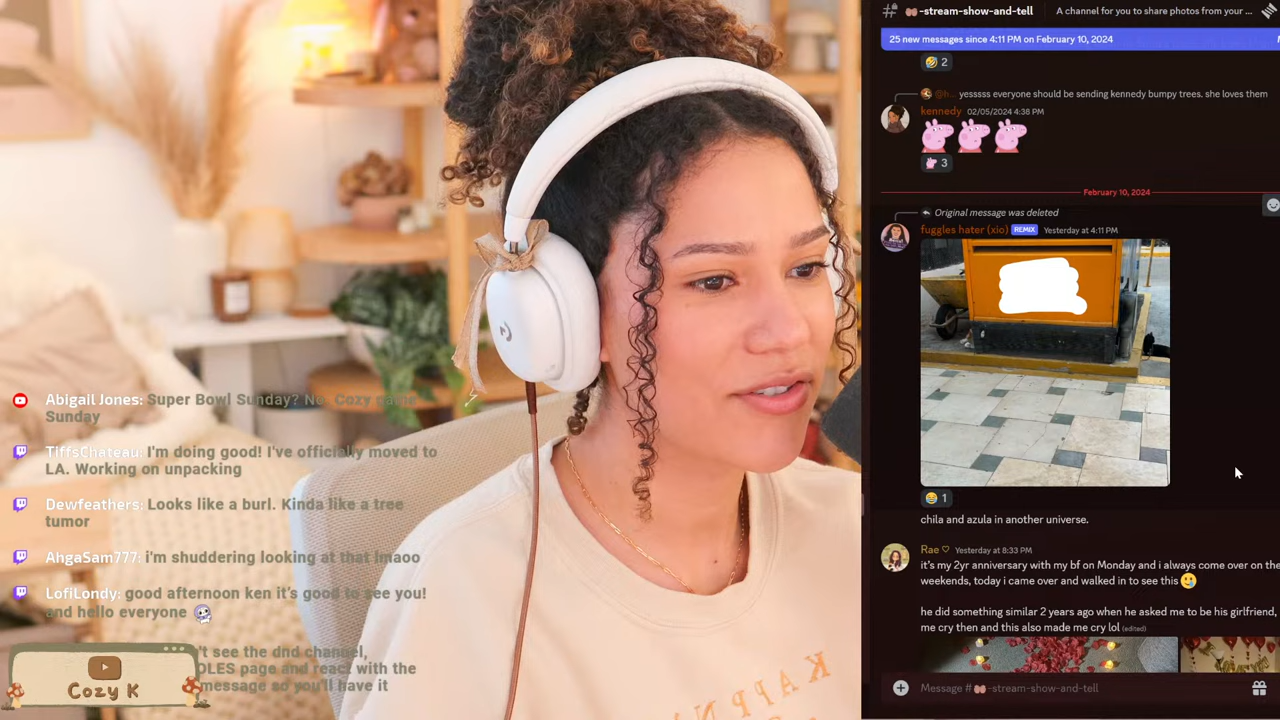 -stream-show-and-tell
A channel for you to share photos from your ...
25 new messages since 4:11 PM on February 10, 2024
2
yesssss everyone should be sending kennedy bumpy trees. she loves them
kennedy 02/05/2024 4:38 PM
3
February 10, 2024
Original message was deleted
fuggles hater (xio) REMIX Yesterday at 4:11 PM
1
chila and azula in another universe.
Rae ♡ Yesterday at 8:33 PM
it's my 2yr anniversary with my bf on Monday and i always come over on the
weekends, today i came over and walked in to see this 🥲
he did something similar 2 years ago when he asked me to be his girlfriend,
me cry then and this also made me cry lol (edited)
Message #
-stream-show-and-tell
Abigail Jones: Super Bowl Sunday? No, Cozy game
Sunday
TiffsChateau: I'm doing good! I've officially moved to
LA. Working on unpacking
Dewfeathers: Looks like a burl. Kinda like a tree
tumor
AhgaSam777: i'm shuddering looking at that lmaoo
LofiLondy: good afternoon ken it's good to see you!
and hello everyone
't see the dnd channel,
OLES page and react with the
message so you'll have it
Cozy K